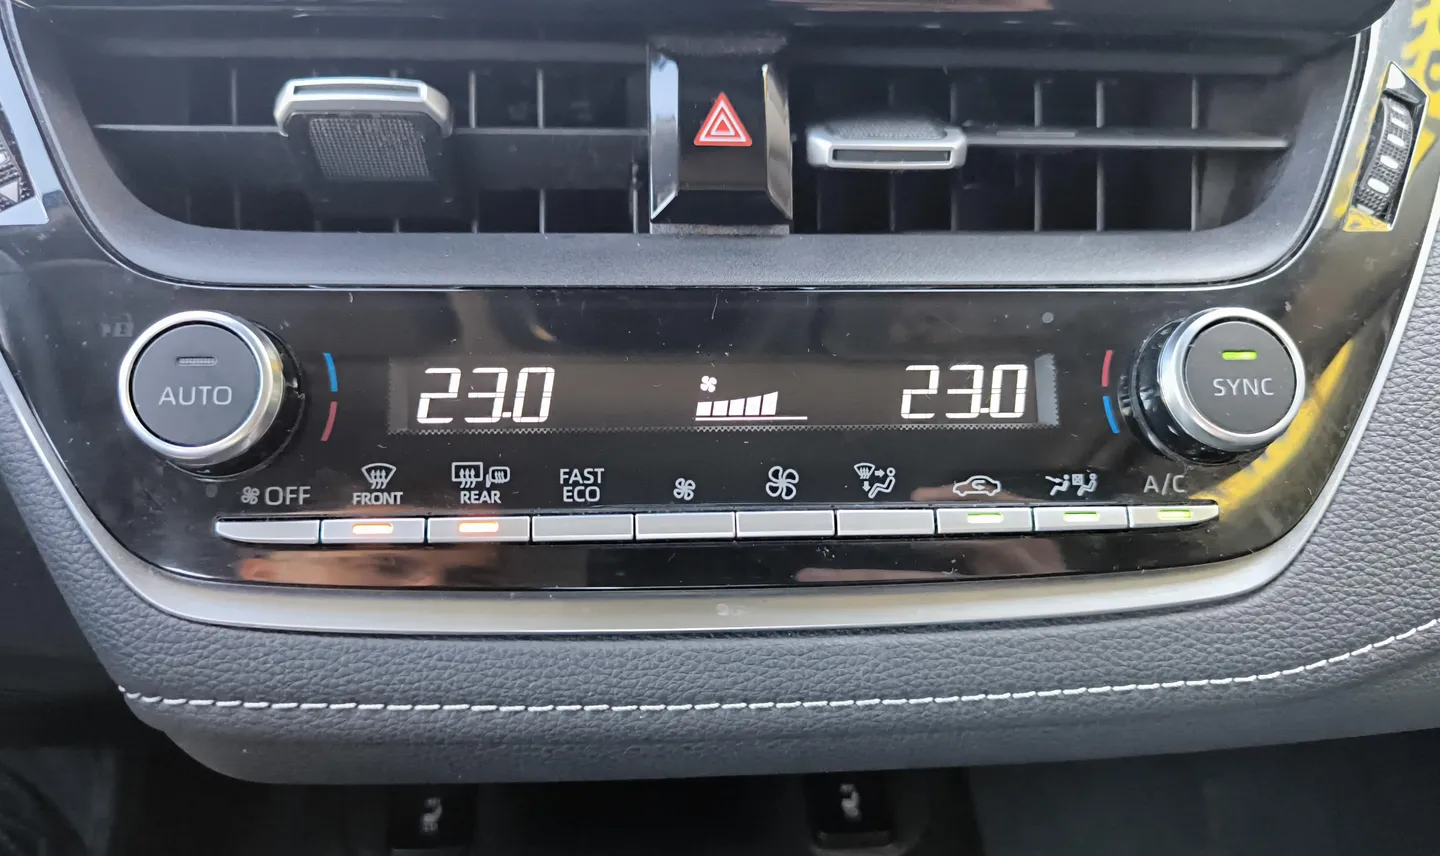 AUTO
23.0
23.0
SYNC
OFF
FRONT
REAR
FAST
ECO
A/C